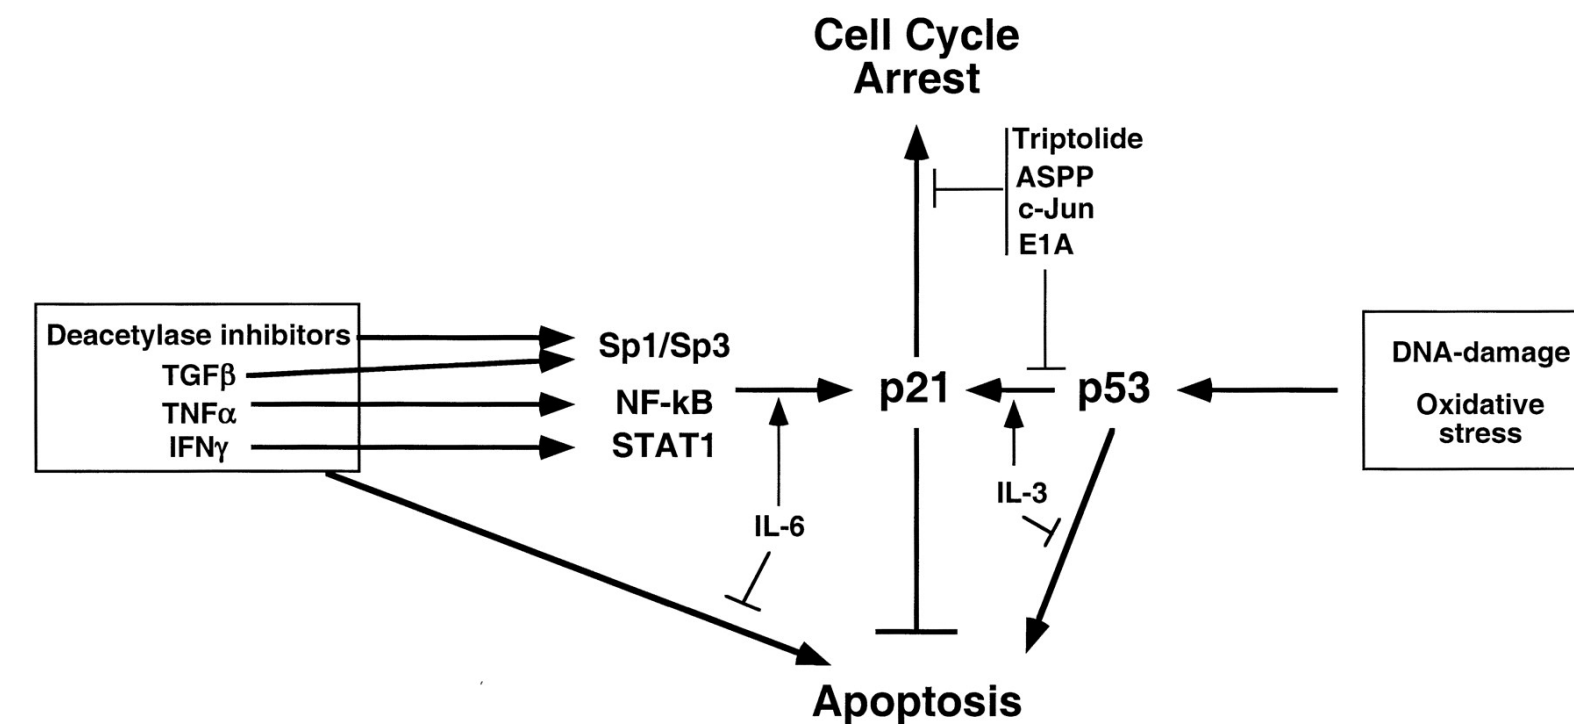 Cell Cycle
Arrest
Triptolide
ASPP
c-Jun
E1A
Deacetylase inhibitors
TGFβ
TNFα
IFNγ
Sp1/Sp3
NF-kB
STAT1
p21
p53
DNA-damage
Oxidative
stress
IL-6
IL-3
Apoptosis